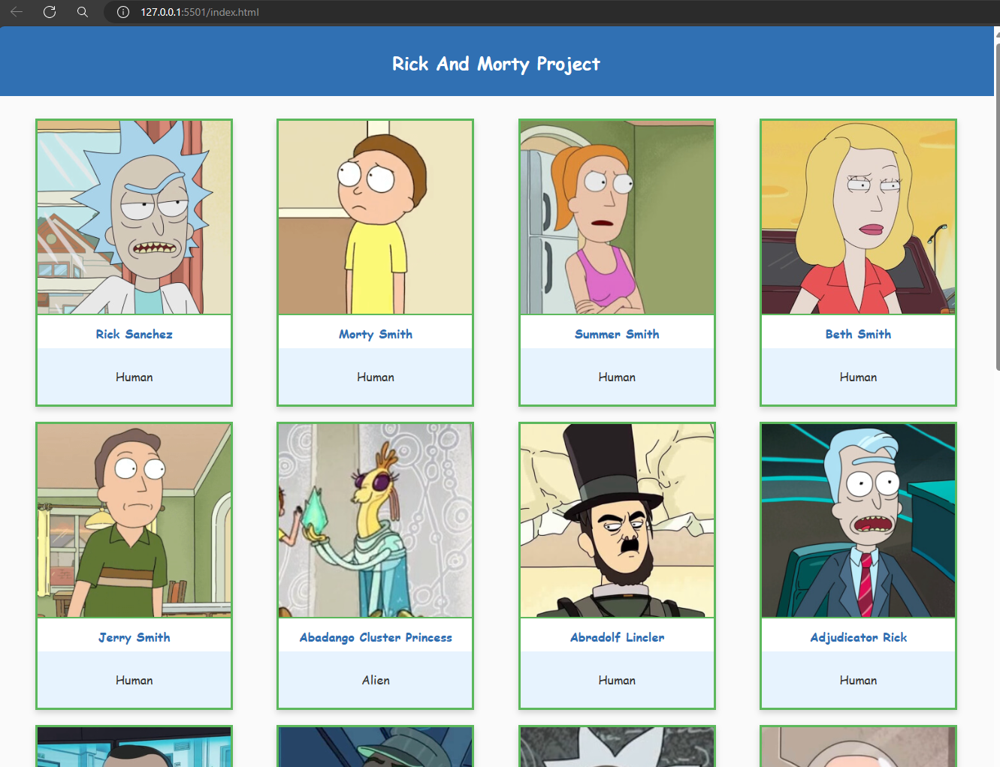 127.0.0.1:5501/index.html
Rick And Morty Project
Rick Sanchez
Morty Smith
Summer Smith
Beth Smith
Human
Human
Human
Human
Jerry Smith
Abadango Cluster Princess
Abradolf Lincler
Adjudicator Rick
Human
Alien
Human
Human